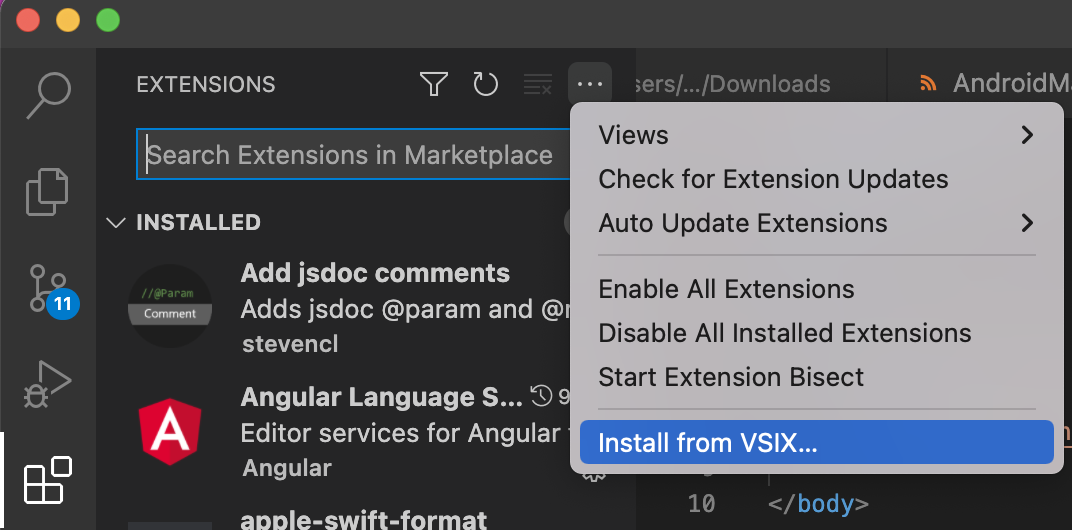 EXTENSIONS
sers/.../Downloads
Search Extensions in Marketplace
Views
Check for Extension Updates
Auto Update Extensions
Enable All Extensions
Disable All Installed Extensions
Start Extension Bisect
Install from VSIX...
INSTALLED
11
//@Param
Comment
Add jsdoc comments
Adds jsdoc @param and
stevencl
Angular Language S...
Editor services for Angular
Angular
apple-swift-format
10
</body>